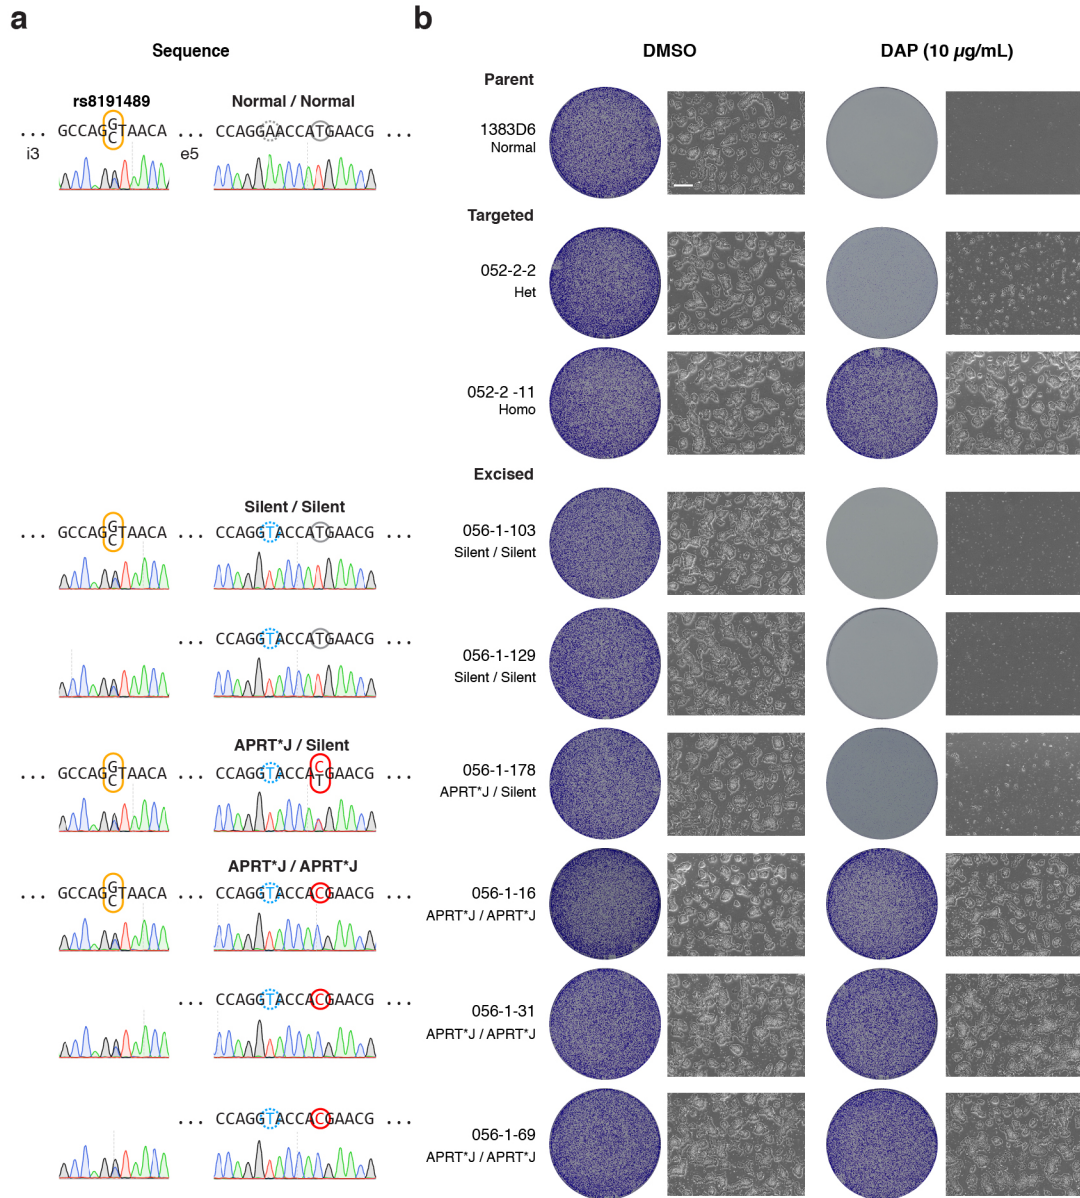 a
b
Sequence
DMSO
DAP (10 µg/mL)
Parent
rs8191489
Normal / Normal
... GCCAGGTAACA ... CCAGGAACCATGAACG ...
C
i3
e5
1383D6
Normal
Targeted
052-2-2
Het
052-2 -11
Homo
Excised
Silent / Silent
... GCCAGGTAACA ... CCAGGTACCATGAACG ...
C
056-1-103
Silent / Silent
... CCAGGTACCATGAACG ...
056-1-129
Silent / Silent
APRT*J / Silent
... GCCAGGTAACA ... CCAGGTACCACGAACG ...
C
T
056-1-178
APRT*J / Silent
APRT*J / APRT*J
... GCCAGGTAACA ... CCAGGTACCACGAACG ...
C
056-1-16
APRT*J / APRT*J
... CCAGGTACCACGAACG ...
056-1-31
APRT*J / APRT*J
... CCAGGTACCACGAACG ...
056-1-69
APRT*J / APRT*J